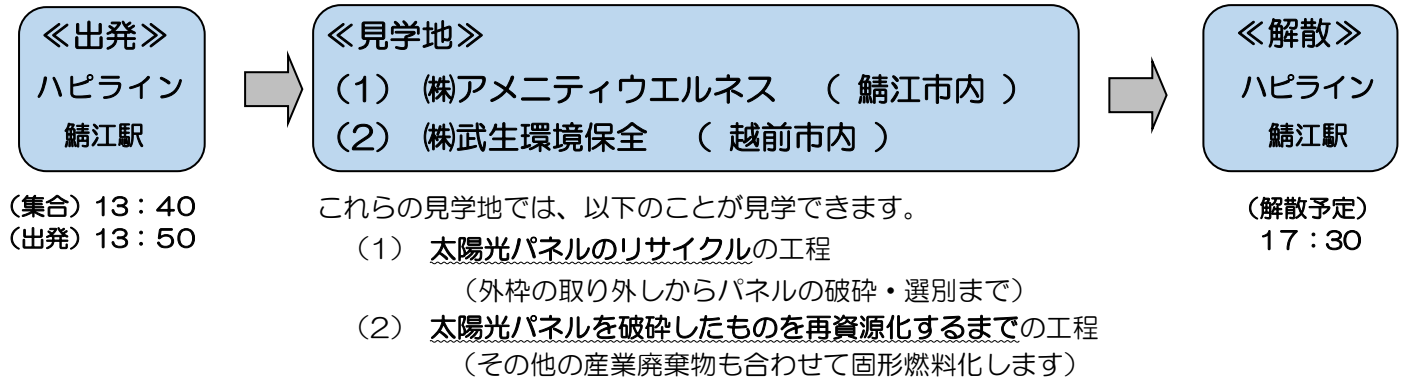 ≪出発≫
ハピライン
鯖江駅
(集合)13:40
(出発)13:50
≪見学地≫
(1) ㈱アメニティウエルネス ( 鯖江市内 )
(2) ㈱武生環境保全 ( 越前市内 )
これらの見学地では、以下のことが見学できます。
(1) 太陽光パネルのリサイクルの工程
(外枠の取り外しからパネルの破砕・選別まで)
(2) 太陽光パネルを破砕したものを再資源化するまでの工程
(その他の産業廃棄物も合わせて固形燃料化します)
≪解散≫
ハピライン
鯖江駅
(解散予定)
17:30